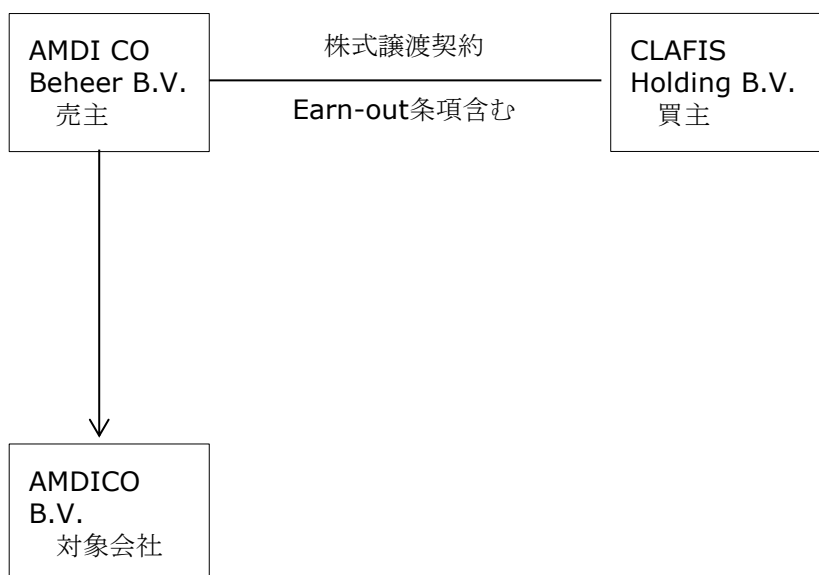 AMDI CO
Beheer B.V.
売主
株式譲渡契約
Earn-out条項含む
CLAFIS
Holding B.V.
買主
AMDICO
B.V.
対象会社